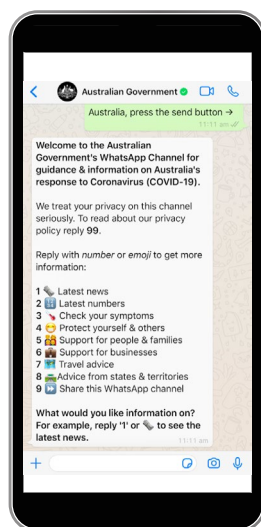 Australian Government
Australia, press the send button →
11:11 am
Welcome to the Australian
Government's WhatsApp Channel for
guidance & information on Australia's
response to Coronavirus (COVID-19).
We treat your privacy on this channel
seriously. To read about our privacy
policy reply 99.
Reply with number or emoji to get more
information:
1 🗞️ Latest news
2 🔢 Latest numbers
3 🌡️ Check your symptoms
4 😷 Protect yourself & others
5 👨‍👩‍👧‍👦 Support for people & families
6 💼 Support for businesses
7 🗺️ Travel advice
8 🚑Advice from states & territories
9 ⏩ Share this WhatsApp channel
What would you like information on?
For example, reply '1' or 🗞️ to see the
latest news.
11:11 am